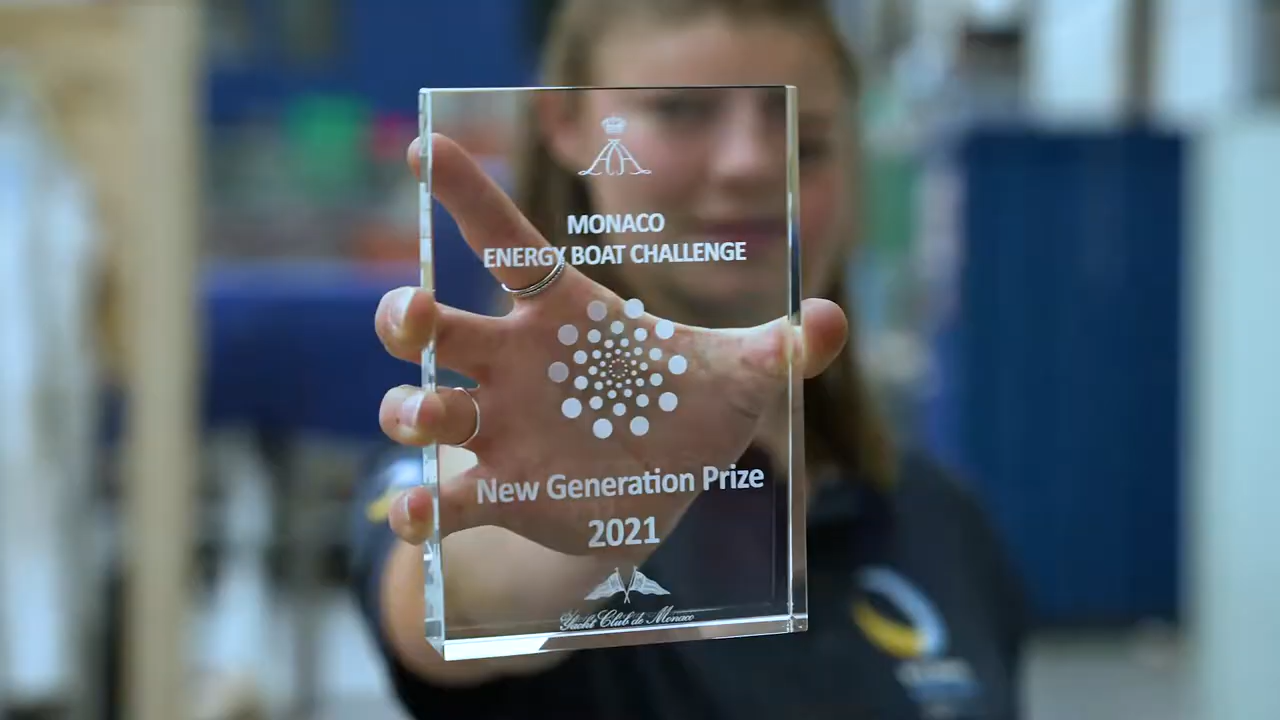 MONACO
ENERGY BOAT CHALLENGE
New Generation Prize
2021
Yacht Club de Monaco